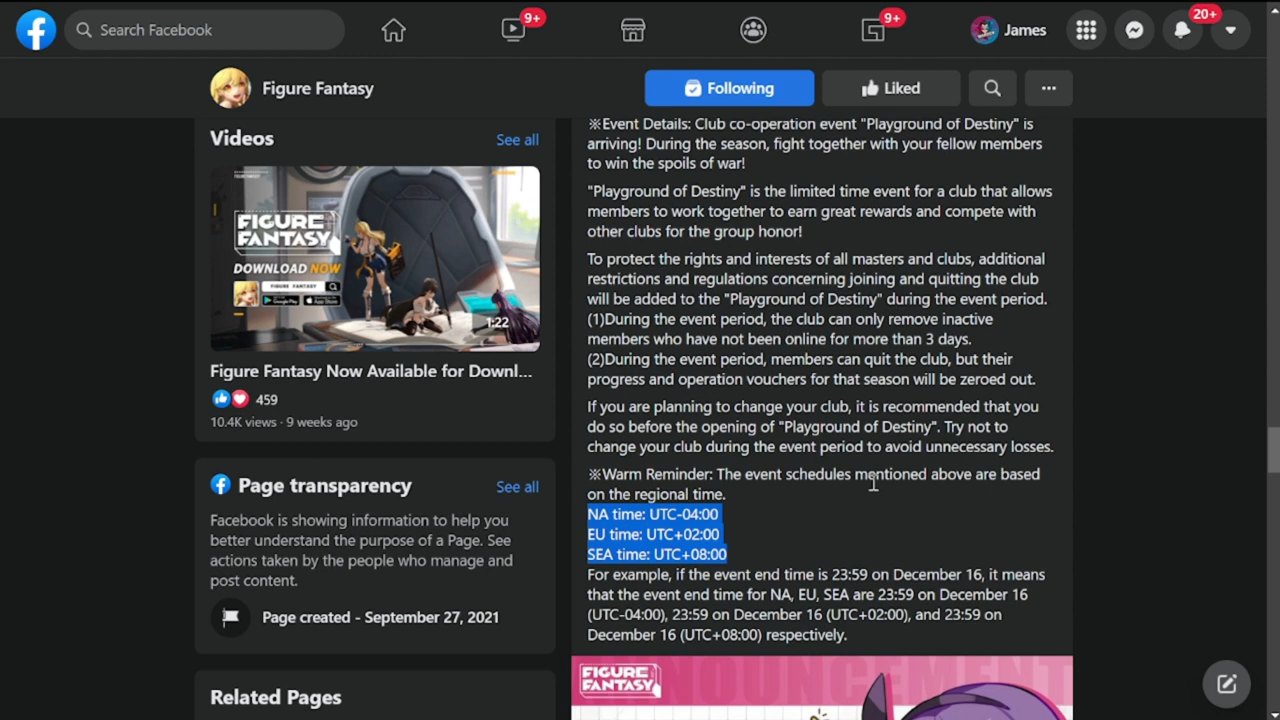 Search Facebook
9+
9+
James
20+
Figure Fantasy
Following
Liked
Videos
See all
FIGURE FANTASY
FIGURE
FANTASY
DOWNLOAD NOW
FIGURE FANTASY
Google Play
App Store
1:22
Figure Fantasy Now Available for Downl...
459
10.4K views · 9 weeks ago
Page transparency
See all
Facebook is showing information to help you
better understand the purpose of a Page. See
actions taken by the people who manage and
post content.
Page created - September 27, 2021
Related Pages
※Event Details: Club co-operation event "Playground of Destiny" is
arriving! During the season, fight together with your fellow members
to win the spoils of war!
"Playground of Destiny" is the limited time event for a club that allows
members to work together to earn great rewards and compete with
other clubs for the group honor!
To protect the rights and interests of all masters and clubs, additional
restrictions and regulations concerning joining and quitting the club
will be added to the "Playground of Destiny" during the event period.
(1)During the event period, the club can only remove inactive
members who have not been online for more than 3 days.
(2)During the event period, members can quit the club, but their
progress and operation vouchers for that season will be zeroed out.
If you are planning to change your club, it is recommended that you
do so before the opening of "Playground of Destiny". Try not to
change your club during the event period to avoid unnecessary losses.
※Warm Reminder: The event schedules mentioned above are based
on the regional time.
NA time: UTC-04:00
EU time: UTC+02:00
SEA time: UTC+08:00
For example, if the event end time is 23:59 on December 16, it means
that the event end time for NA, EU, SEA are 23:59 on December 16
(UTC-04:00), 23:59 on December 16 (UTC+02:00), and 23:59 on
December 16 (UTC+08:00) respectively.
ANNOUNCEMENT
FIGURE
FANTASY